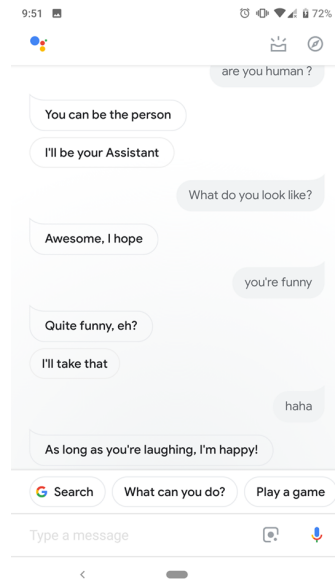 9:51
72%
are you human ?
You can be the person
I'll be your Assistant
What do you look like?
Awesome, I hope
you're funny
Quite funny, eh?
I'll take that
haha
As long as you're laughing, I'm happy!
Search
What can you do?
Play a game
Type a message